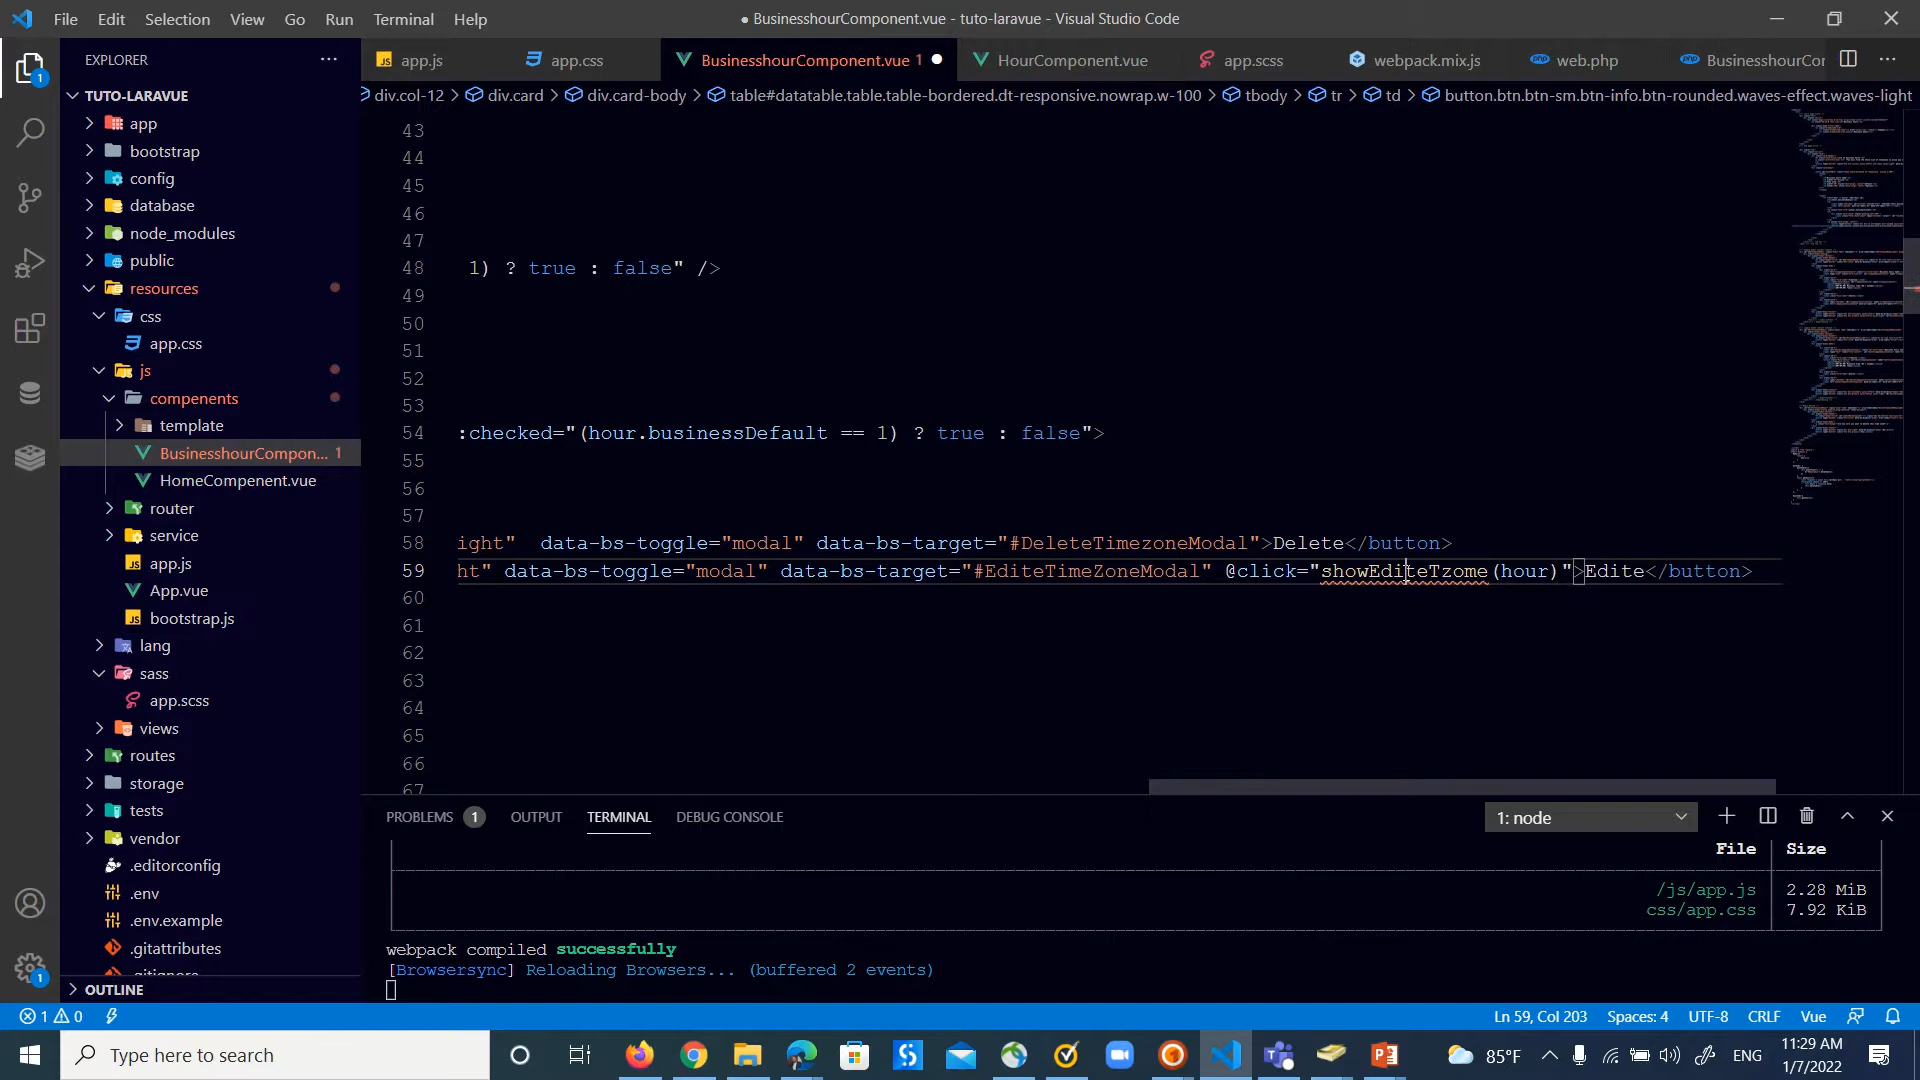 File Edit Selection View Go Run Terminal Help
● BusinesshourComponent.vue - tuto-laravue - Visual Studio Code
EXPLORER
app.js app.css BusinesshourComponent.vue 1 HourComponent.vue app.scss webpack.mix.js web.php BusinesshourCor
TUTO-LARAVUE
div.col-12 > div.card > div.card-body > table#datatable.table.table-bordered.dt-responsive.nowrap.w-100 > tbody > tr > td > button.btn.btn-sm.btn-info.btn-rounded.waves-effect.waves-light
app
bootstrap
config
database
node_modules
public
resources
css
app.css
js
compenents
template
BusinesshourCompon... 1
HomeCompenent.vue
router
service
app.js
App.vue
bootstrap.js
lang
sass
app.scss
views
routes
storage
tests
vendor
.editorconfig
.env
.env.example
.gitattributes
.gitignore
OUTLINE
43
44
45
46
47
48 1) ? true : false" />
49
50
51
52
53
54 :checked="(hour.businessDefault == 1) ? true : false">
55
56
57
58 ight"  data-bs-toggle="modal" data-bs-target="#DeleteTimezoneModal">Delete</button>
59 ht" data-bs-toggle="modal" data-bs-target="#EditeTimeZoneModal" @click="showEditeTzome(hour)">Edite</button>
60
61
62
63
64
65
66
67
PROBLEMS 1 OUTPUT TERMINAL DEBUG CONSOLE 1: node
File Size
/js/app.js 2.28 MiB
css/app.css 7.92 KiB
webpack compiled successfully
[Browsersync] Reloading Browsers... (buffered 2 events)
1 0 Ln 59, Col 203 Spaces: 4 UTF-8 CRLF Vue
Type here to search 85°F ENG 11:29 AM
1/7/2022